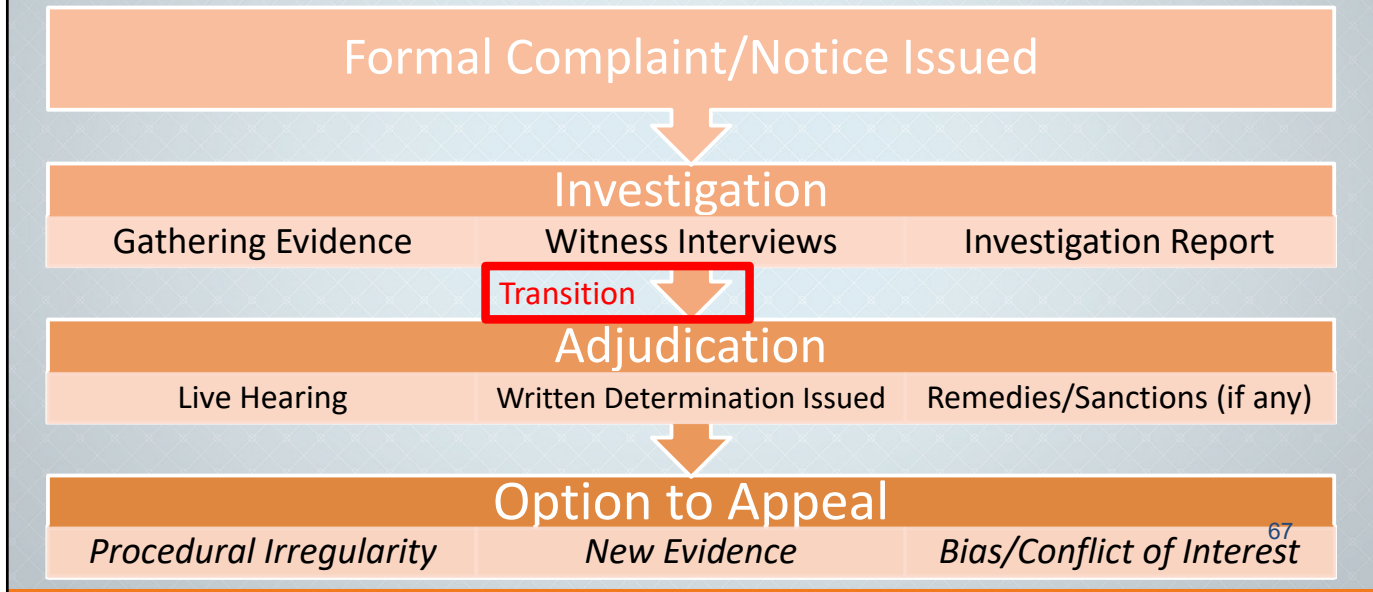 Formal Complaint/Notice Issued
Investigation
Gathering Evidence Witness Interviews Investigation Report
Transition
Adjudication
Live Hearing Written Determination Issued Remedies/Sanctions (if any)
Option to Appeal
67
Procedural Irregularity New Evidence Bias/Conflict of Interest